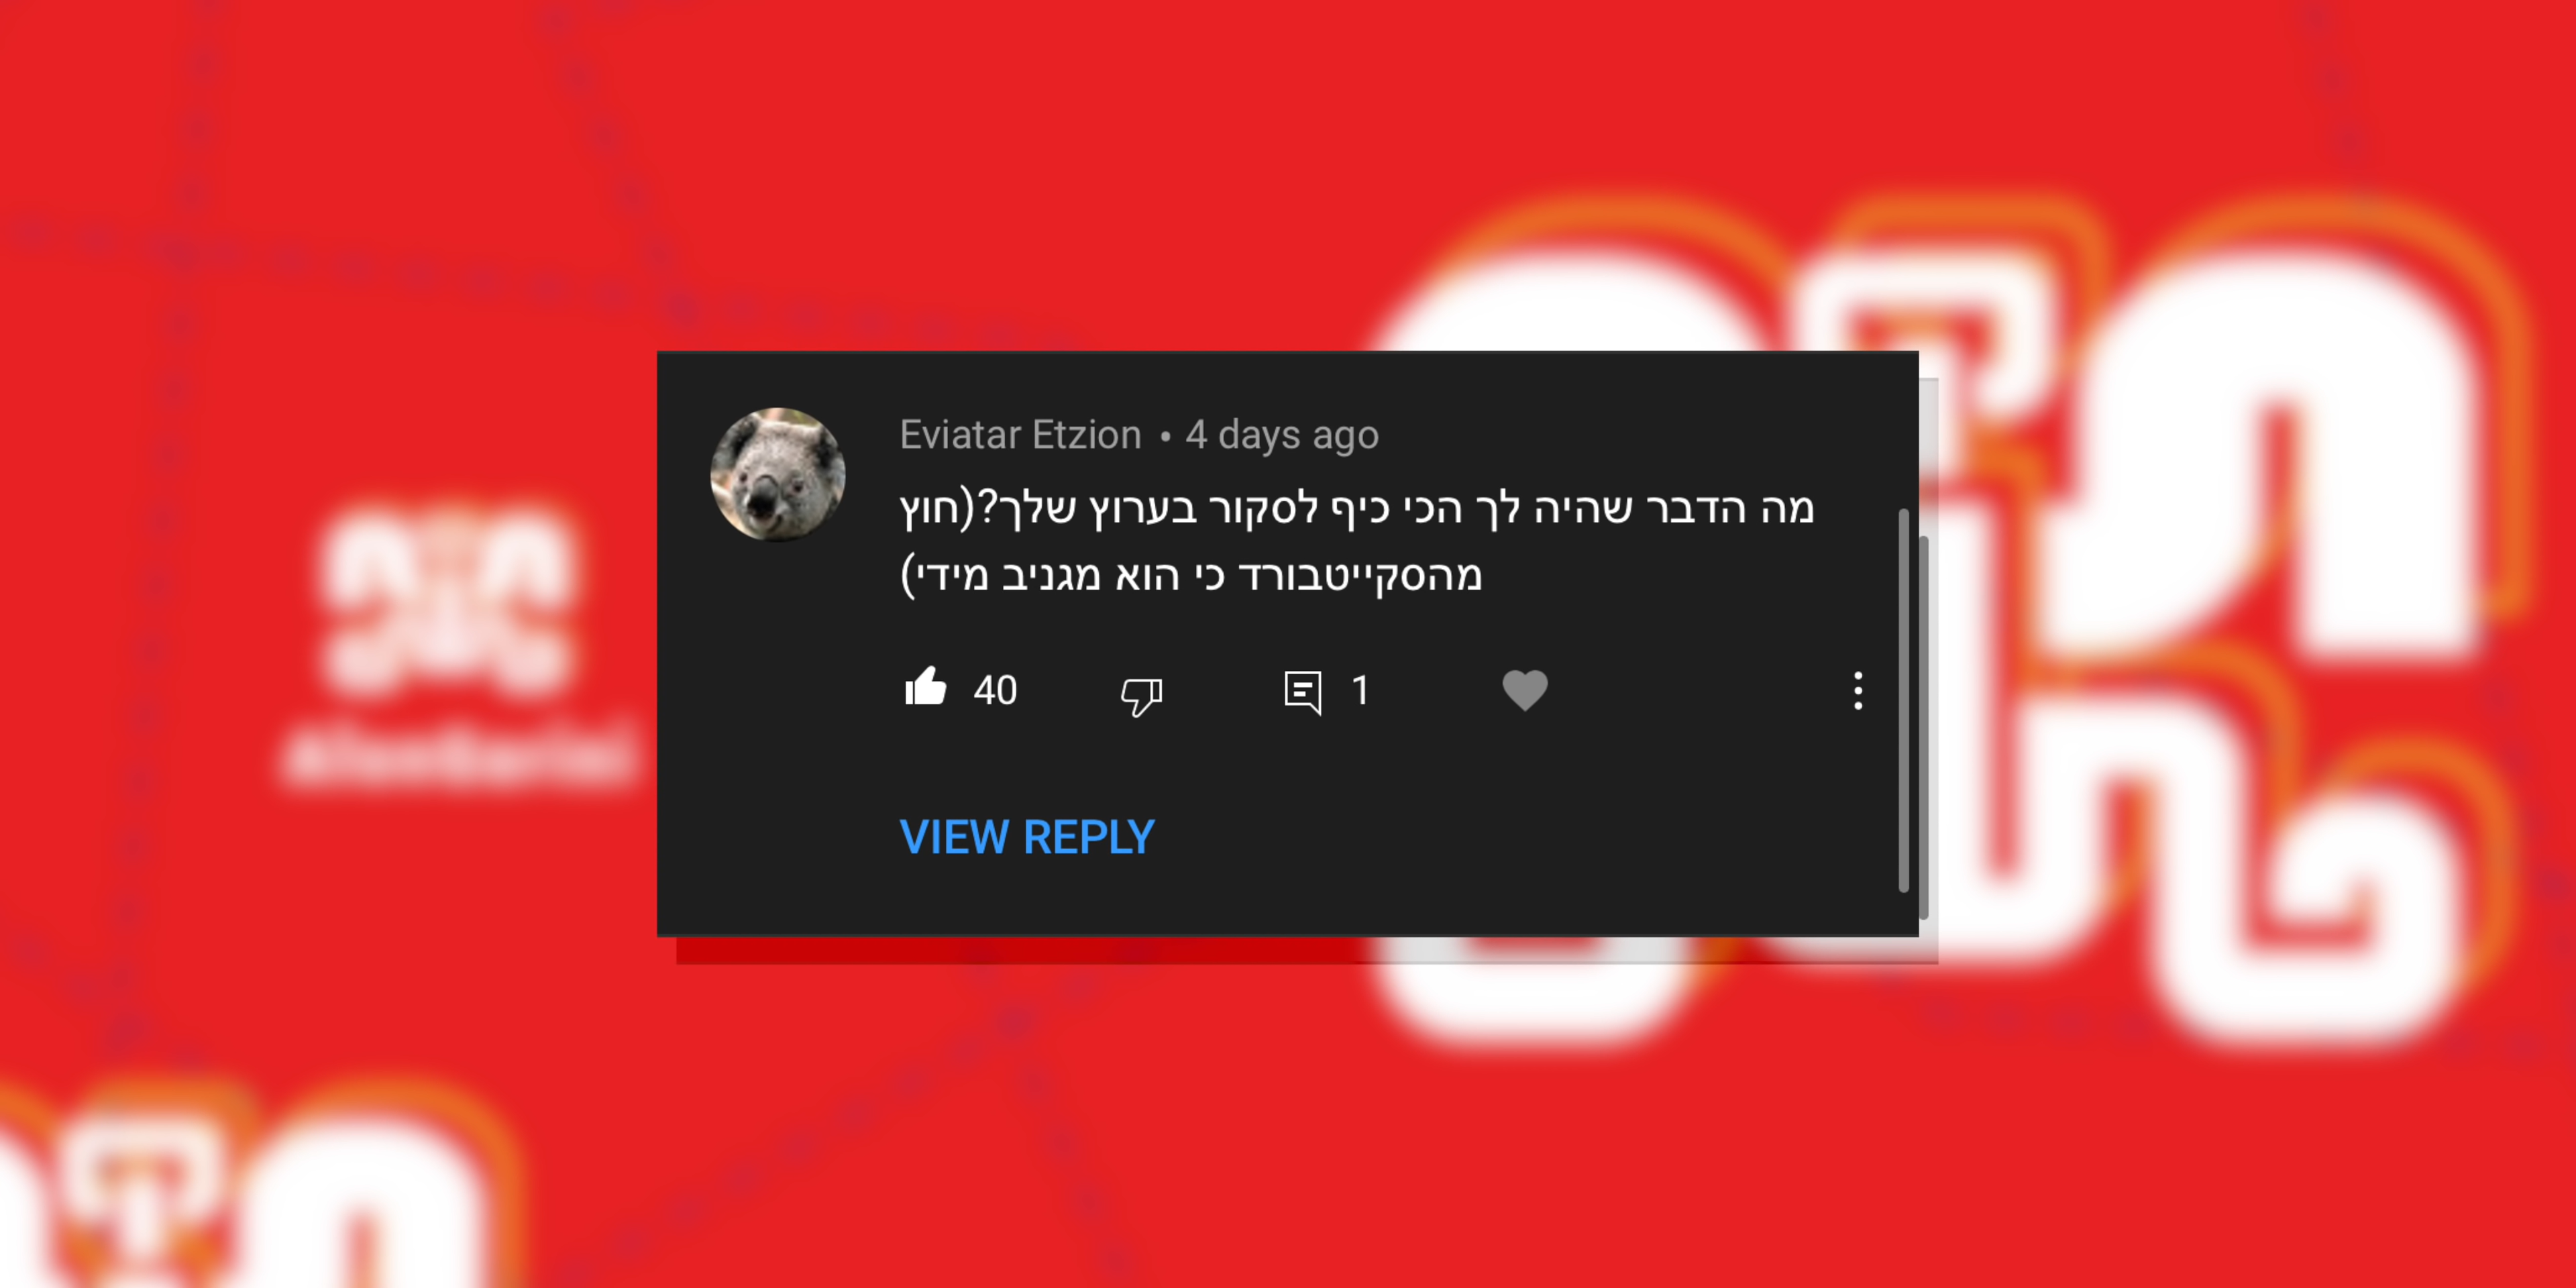 Eviatar Etzion • 4 days ago
מה הדבר שהיה לך הכי כיף לסקור בערוץ שלך?(חוץ
מהסקייטבורד כי הוא מגניב מידי)
40
1
VIEW REPLY